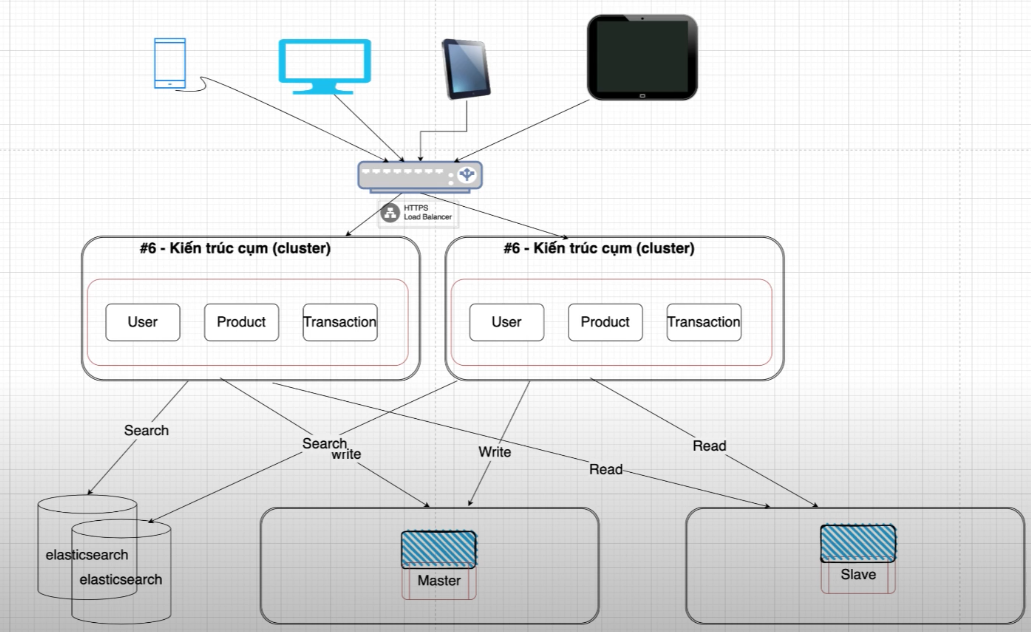 HTTPS
Load Balancer
#6 - Kiến trúc cụm (cluster)
#6 - Kiến trúc cụm (cluster)
User
Product
Transaction
User
Product
Transaction
Search
Search
write
Write
Read
Read
elasticsearch
elasticsearch
Master
Slave